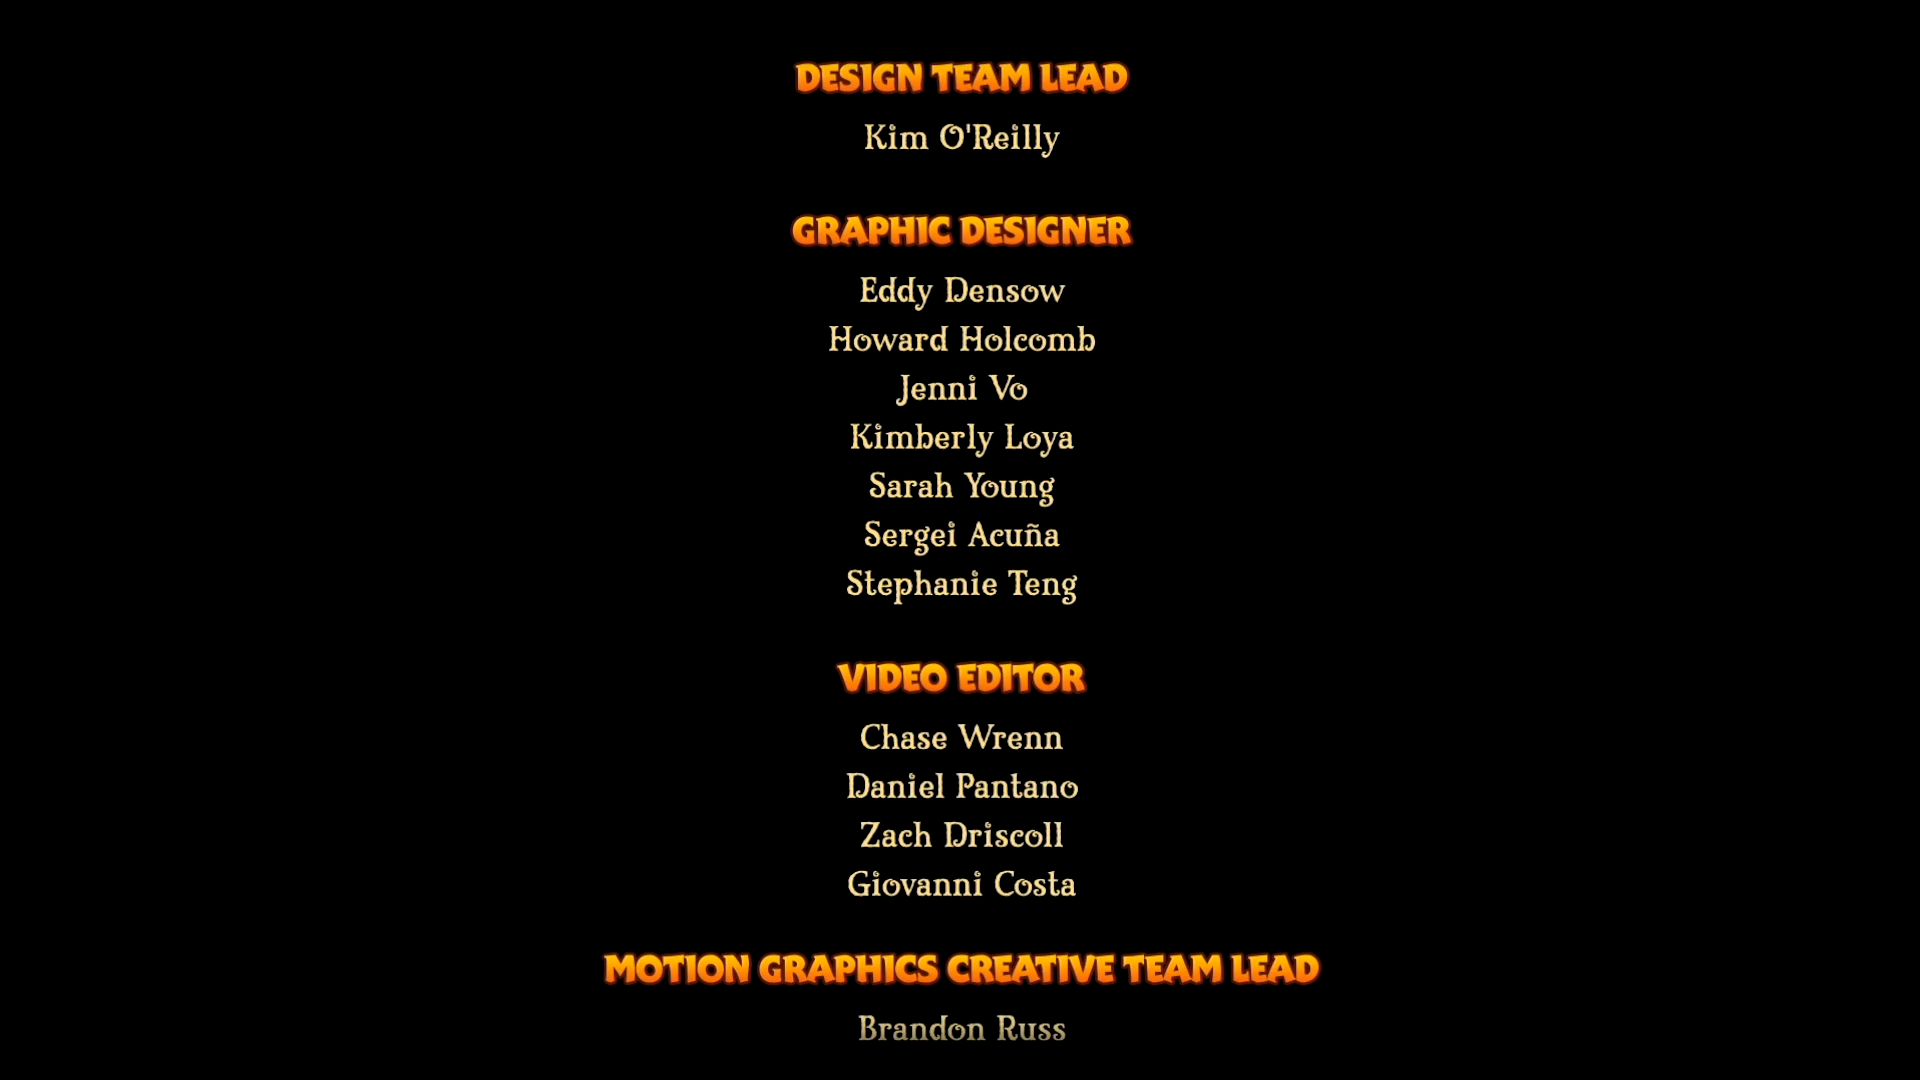 DESIGN TEAM LEAD
Kim O'Reilly
GRAPHIC DESIGNER
Eddy Densow
Howard Holcomb
Jenni Vo
Kimberly Loya
Sarah Young
Sergei Acuña
Stephanie Teng
VIDEO EDITOR
Chase Wrenn
Daniel Pantano
Zach Driscoll
Giovanni Costa
MOTION GRAPHICS CREATIVE TEAM LEAD
Brandon Russ